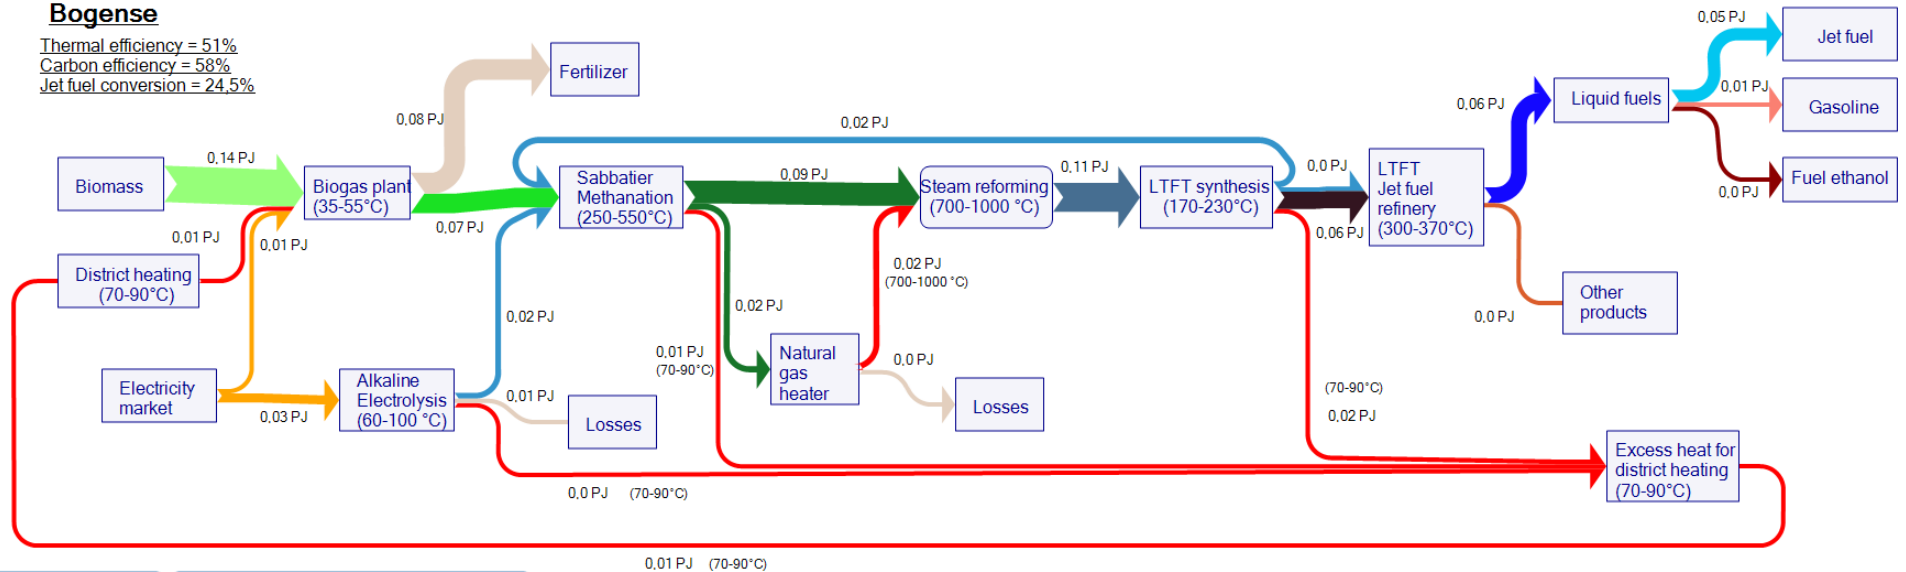 Bogense
Thermal efficiency = 51%
Carbon efficiency = 58%
Jet fuel conversion = 24,5%
0,05 PJ
Jet fuel
Fertilizer
0,08 PJ
0,01 PJ
Gasoline
0,06 PJ
Liquid fuels
0,0 PJ
Fuel ethanol
0,02 PJ
Biomass
0,14 PJ
Biogas plant
(35-55°C)
0,07 PJ
Sabbatier
Methanation
(250-550°C)
0,09 PJ
Steam reforming
(700-1000 °C)
0,11 PJ
LTFT synthesis
(170-230°C)
0,0 PJ
0,06 PJ
LTFT
Jet fuel
refinery
(300-370°C)
0,01 PJ
0,01 PJ
District heating
(70-90°C)
0,02 PJ
(700-1000 °C)
Other
products
0,0 PJ
0,02 PJ
0,02 PJ
0,01 PJ
(70-90°C)
Natural
gas
heater
0,0 PJ
Losses
Electricity
market
0,03 PJ
Alkaline
Electrolysis
(60-100 °C)
0,01 PJ
Losses
(70-90°C)
0,02 PJ
Excess heat for
district heating
(70-90°C)
0,0 PJ (70-90°C)
0,01 PJ (70-90°C)